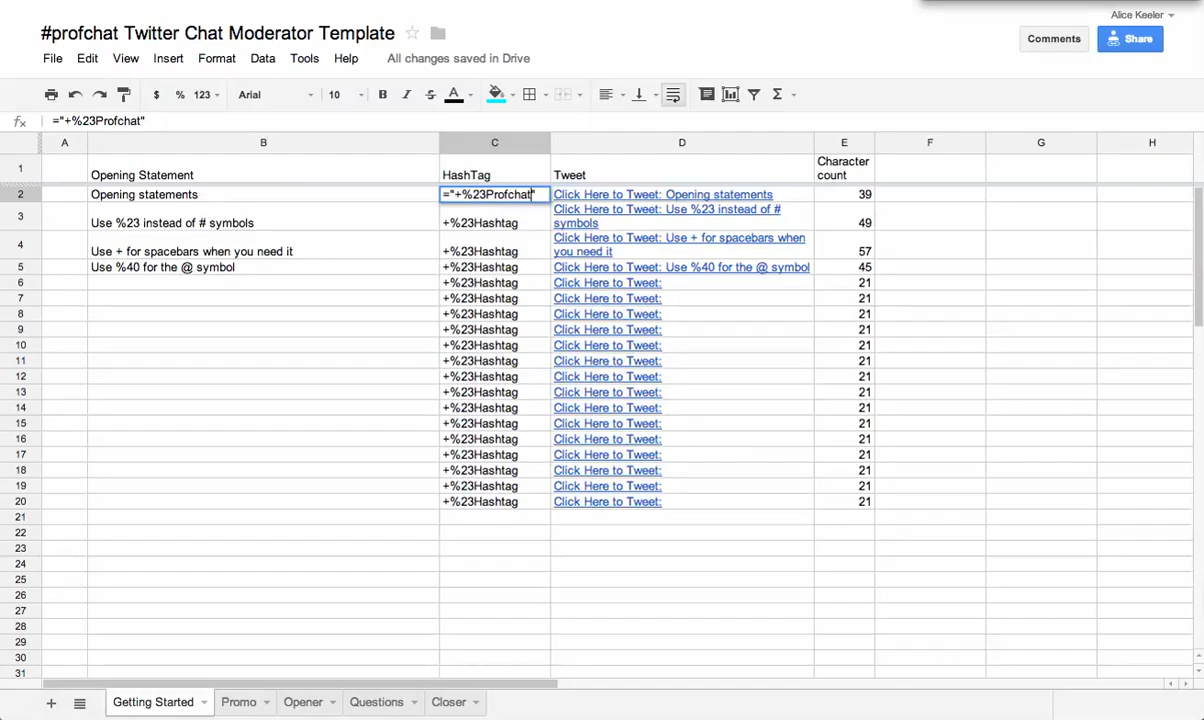 Alice Keeler
#profchat Twitter Chat Moderator Template
Comments
Share
File Edit View Insert Format Data Tools Help All changes saved in Drive
$ % 123 Arial 10 B I S A Σ
fx ="+%23Profchat"
A B C D E F G H
1 Opening Statement HashTag Tweet Character count
2 Opening statements ="+%23Profchat" Click Here to Tweet: Opening statements 39
3 Use %23 instead of # symbols +%23Hashtag Click Here to Tweet: Use %23 instead of # symbols 49
4 Use + for spacebars when you need it +%23Hashtag Click Here to Tweet: Use + for spacebars when you need it 57
5 Use %40 for the @ symbol +%23Hashtag Click Here to Tweet: Use %40 for the @ symbol 45
6 +%23Hashtag Click Here to Tweet: 21
7 +%23Hashtag Click Here to Tweet: 21
8 +%23Hashtag Click Here to Tweet: 21
9 +%23Hashtag Click Here to Tweet: 21
10 +%23Hashtag Click Here to Tweet: 21
11 +%23Hashtag Click Here to Tweet: 21
12 +%23Hashtag Click Here to Tweet: 21
13 +%23Hashtag Click Here to Tweet: 21
14 +%23Hashtag Click Here to Tweet: 21
15 +%23Hashtag Click Here to Tweet: 21
16 +%23Hashtag Click Here to Tweet: 21
17 +%23Hashtag Click Here to Tweet: 21
18 +%23Hashtag Click Here to Tweet: 21
19 +%23Hashtag Click Here to Tweet: 21
20 +%23Hashtag Click Here to Tweet: 21
21
22
23
24
25
26
27
28
29
30
31
+ Getting Started Promo Opener Questions Closer